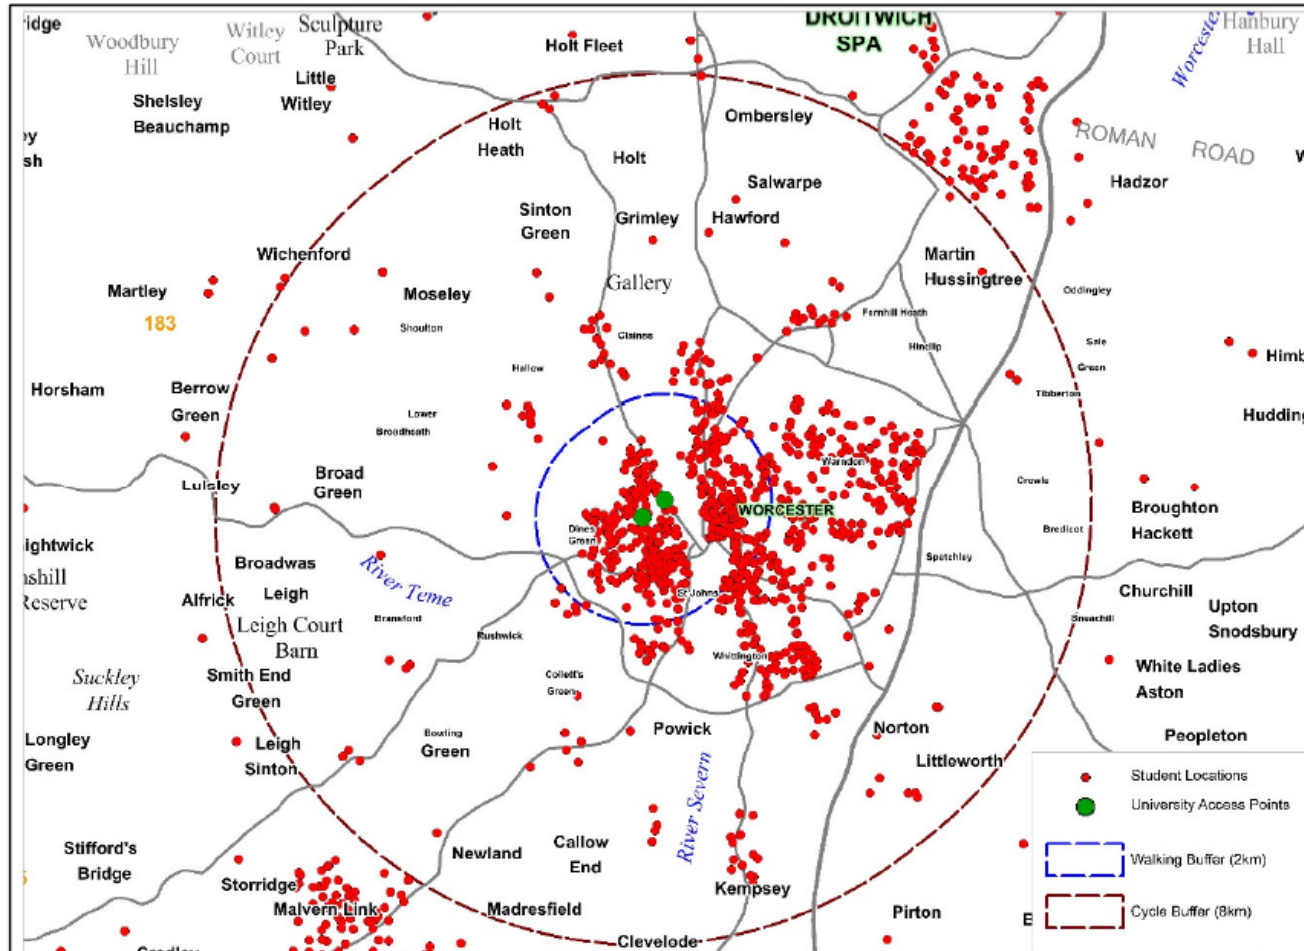 ridge
Woodbury
Hill
Witley
Court
Sculpture
Park
Holt Fleet
DROITWICH
SPA
Worcester
Hanbury
Hall
Little
Witley
Shelsley
Beauchamp
Holt
Heath
Ombersley
ROMAN ROAD
Holt
Salwarpe
Hadzor
Sinton
Green
Grimley
Hawford
Wichenford
Martin
Hussingtree
Martley
183
Moseley
Gallery
Oddingley
Shoulton
Claines
Fernhill Heath
Hindlip
Sale
Green
Himb
Hallow
Horsham
Berrow
Green
Tibberton
Lower
Broadheath
Hudding
Broad
Green
Warndon
Lulsley
Crowle
WORCESTER
Broughton
Hackett
Dines
Green
Bredicot
ightwick
Broadwas
River Teme
Spetchley
nshill
Reserve
Alfrick
Leigh
St Johns
Churchill
Upton
Snodsbury
Leigh Court
Barn
Bransford
Rushwick
Sneachill
Whittington
White Ladies
Aston
Suckley
Hills
Smith End
Green
Collett's
Green
Longley
Green
Leigh
Sinton
Bowling
Green
Powick
Norton
Peopleton
Littleworth
River Severn
Student Locations
University Access Points
Walking Buffer (2km)
Cycle Buffer (8km)
Stifford's
Bridge
Newland
Callow
End
Storridge
Kempsey
Malvern Link
Madresfield
Pirton
Clevelode